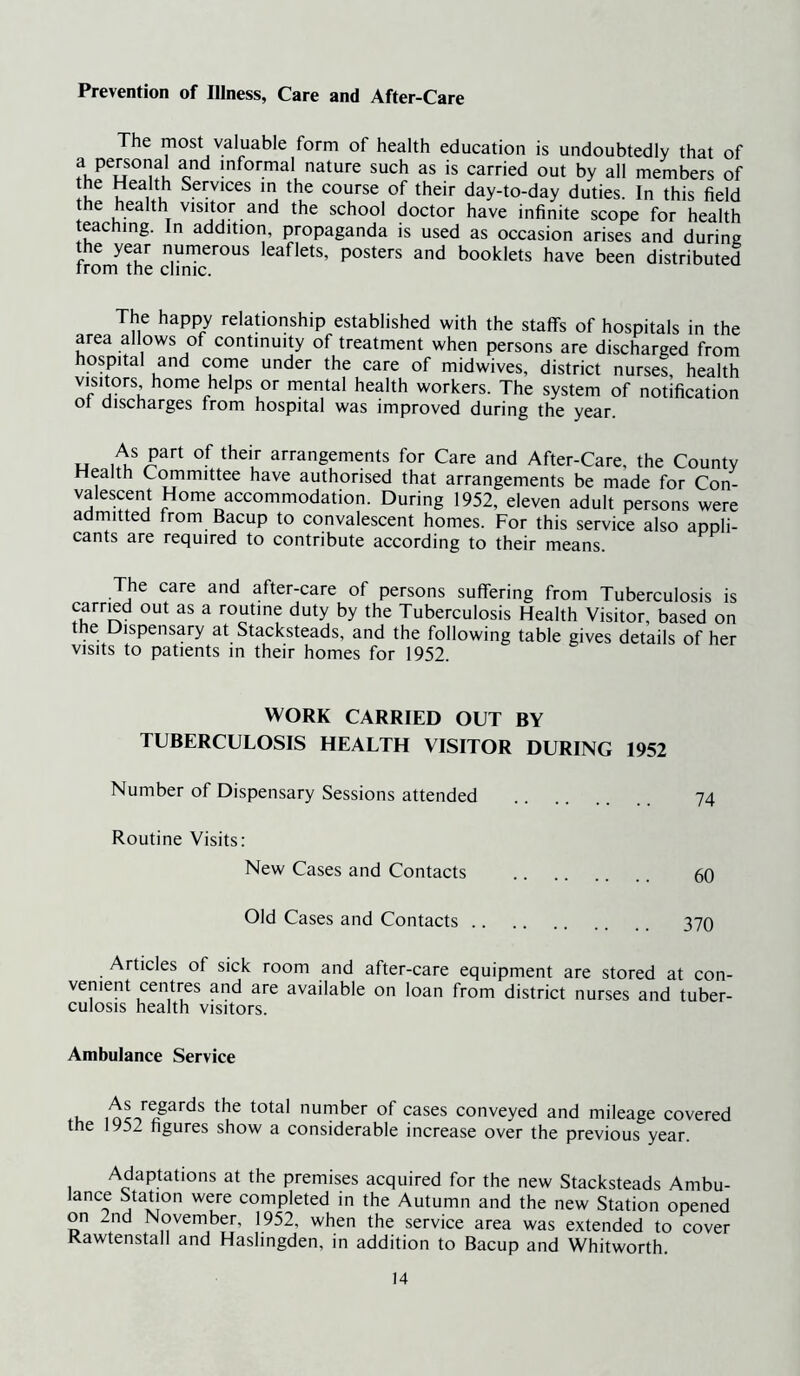 Prevention of Illness, Care and After-Care
The most valuable form of health education is undoubtedly that of
a personal and informal nature such as is carried out by all members of
the Health Services in the course of their day-to-day duties. In this field
the health visitor and the school doctor have infinite scope for health
teaching. In addition, propaganda is used as occasion arises and during
the year numerous leaflets, posters and booklets have been distributed
from the clinic.
The happy relationship established with the staffs of hospitals in the
area allows of continuity of treatment when persons are discharged from
hospital and come under the care of midwives, district nurses, health
visitors, home helps or mental health workers. The system of notification
of discharges from hospital was improved during the year.
As part of their arrangements for Care and After-Care, the County
Health Committee have authorised that arrangements be made for Con-
valescent Home accommodation. During 1952, eleven adult persons were
admitted from Bacup to convalescent homes. For this service also appli-
cants are required to contribute according to their means.
The care and after-care of persons suffering from Tuberculosis is
carried out as a routine duty by the Tuberculosis Health Visitor, based on
the Dispensary at Stacksteads, and the following table gives details of her
visits to patients in their homes for 1952.
WORK CARRIED OUT BY
TUBERCULOSIS HEALTH VISITOR DURING 1952
Number of Dispensary Sessions attended .. .. .. .. 74
Routine Visits:
New Cases and Contacts .. .. .. .. 60
Old Cases and Contacts .. .. .. .. .. 370
Articles of sick room and after-care equipment are stored at con-
venient centres and are available on loan from district nurses and tuber-
culosis health visitors.
Ambulance Service
As regards the total number of cases conveyed and mileage covered
the 1952 figures show a considerable increase over the previous year.
Adaptations at the premises acquired for the new Stacksteads Ambu-
lance Station were completed in the Autumn and the new Station opened
on 2nd November, 1952, when the service area was extended to cover
Rawtenstall and Haslingden, in addition to Bacup and Whitworth.
14